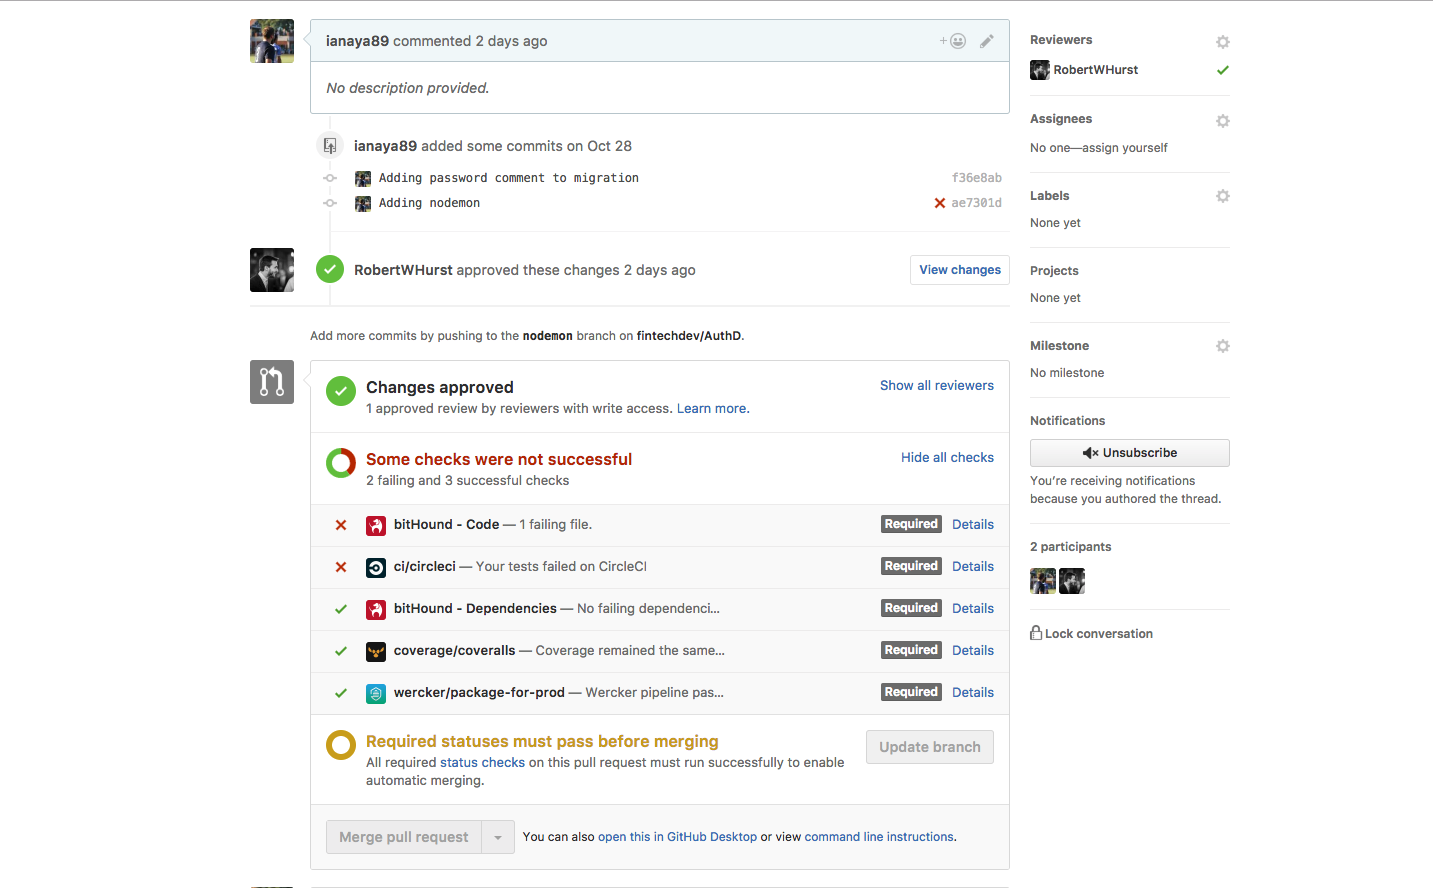 ianaya89 commented 2 days ago
No description provided.
ianaya89 added some commits on Oct 28
Adding password comment to migration f36e8ab
Adding nodemon ae7301d
RobertWHurst approved these changes 2 days ago View changes
Add more commits by pushing to the nodemon branch on fintechdev/AuthD.
Changes approved Show all reviewers
1 approved review by reviewers with write access. Learn more.
Some checks were not successful Hide all checks
2 failing and 3 successful checks
bitHound - Code — 1 failing file. Required Details
ci/circleci — Your tests failed on CircleCI Required Details
bitHound - Dependencies — No failing dependenci... Required Details
coverage/coveralls — Coverage remained the same... Required Details
wercker/package-for-prod — Wercker pipeline pas... Required Details
Required statuses must pass before merging Update branch
All required status checks on this pull request must run successfully to enable
automatic merging.
Merge pull request You can also open this in GitHub Desktop or view command line instructions.
Reviewers
RobertWHurst
Assignees
No one—assign yourself
Labels
None yet
Projects
None yet
Milestone
No milestone
Notifications
Unsubscribe
You're receiving notifications
because you authored the thread.
2 participants
Lock conversation